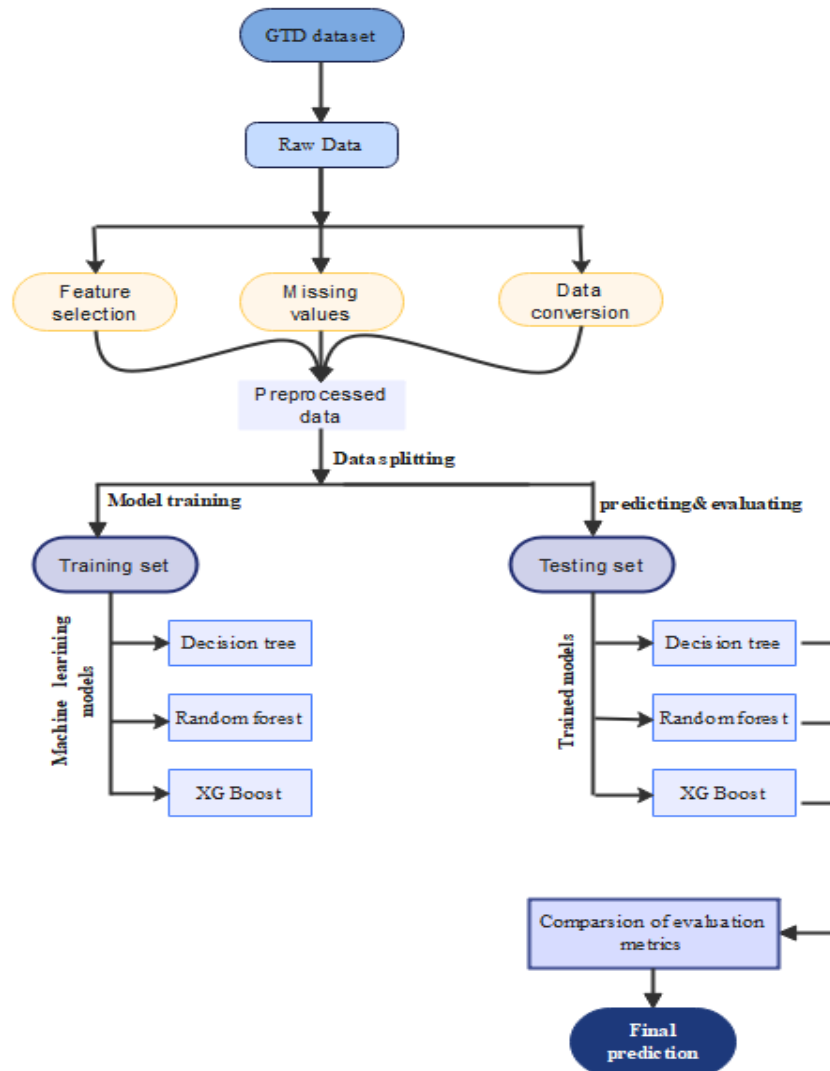 GTD dataset
Raw Data
Feature
selection
Missing
values
Data
conversion
Preprocessed
data
Data splitting
Model training
predicting& evaluating
Training set
Testing set
Machine learining
models
Decision tree
Random forest
XG Boost
Trained models
Decision tree
Random forest
XG Boost
Comparsion of evaluation
metrics
Final
prediction